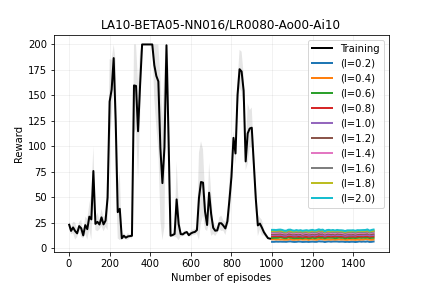 LA10-BETA05-NN016/LR0080-Ao00-Ai10
200
175
150
125
100
75
50
25
0
Reward
Training
(l=0.2)
(l=0.4)
(l=0.6)
(l=0.8)
(l=1.0)
(l=1.2)
(l=1.4)
(l=1.6)
(l=1.8)
(l=2.0)
0 200 400 600 800 1000 1200 1400
Number of episodes